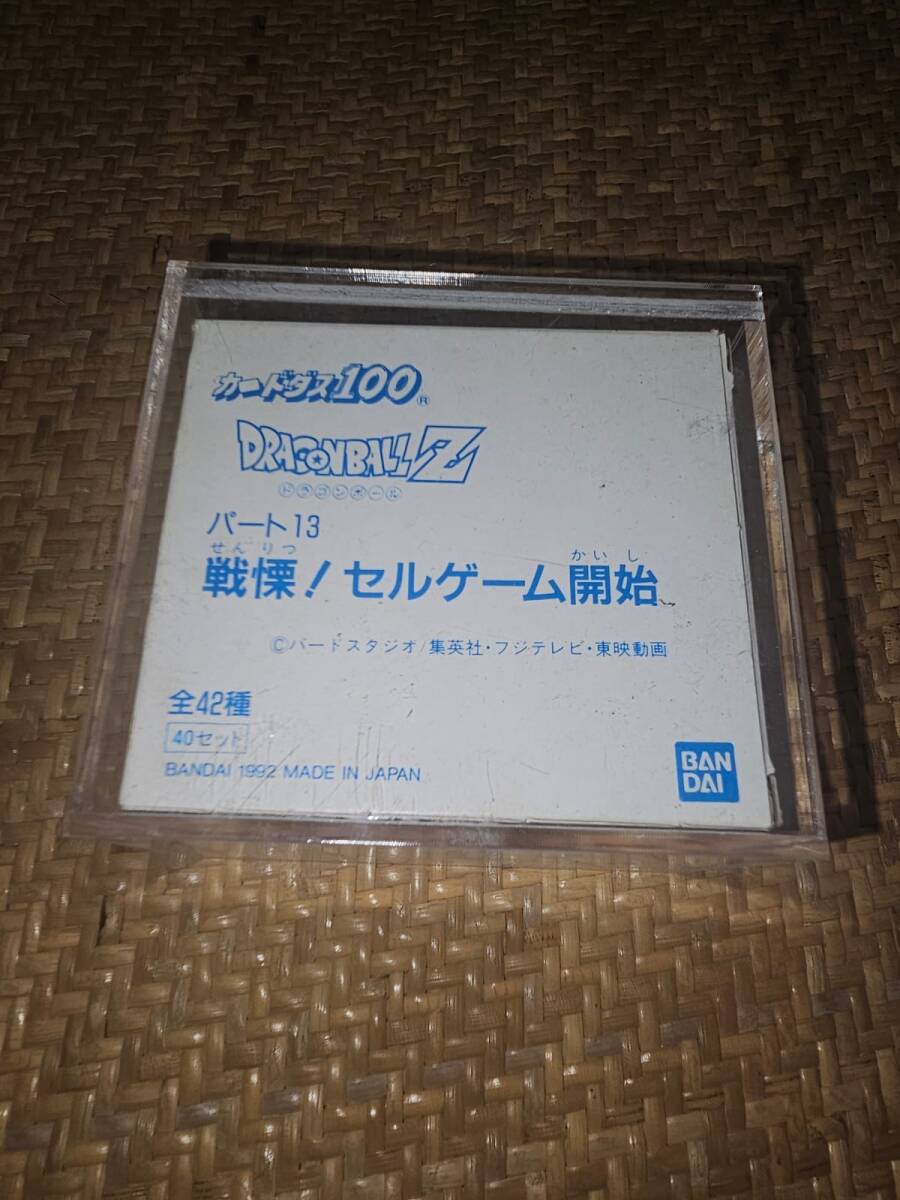 カードダス100®
DRAGONBALL Z
ドラゴンボール
パート13
せんりつ かいし
戦慄!セルゲーム開始
©バードスタジオ/集英社・フジテレビ・東映動画
全42種
40セット
BANDAI 1992 MADE IN JAPAN
BAN
DAI